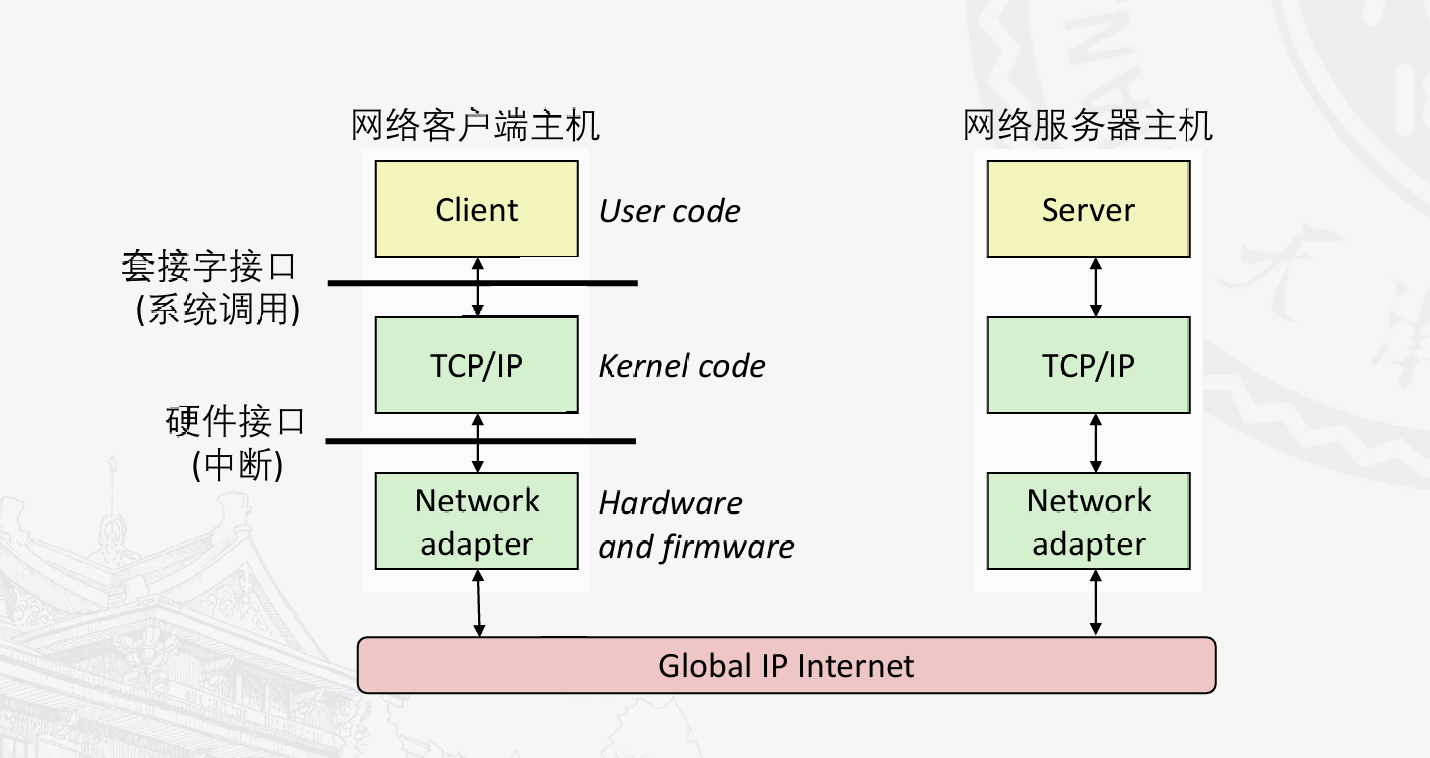 网络客户端主机
网络服务器主机
Client
User code
Server
套接字接口
(系统调用)
TCP/IP
Kernel code
TCP/IP
硬件接口
(中断)
Network
adapter
Hardware
and firmware
Network
adapter
Global IP Internet